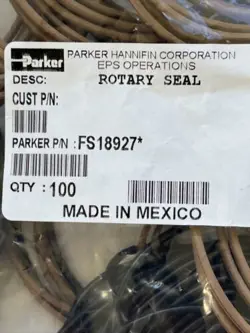 Parker
PARKER HANNIFIN CORPORATION
EPS OPERATIONS
DESC: ROTARY SEAL
CUST P/N:
PARKER P/N : FS18927*
QTY : 100
MADE IN MEXICO